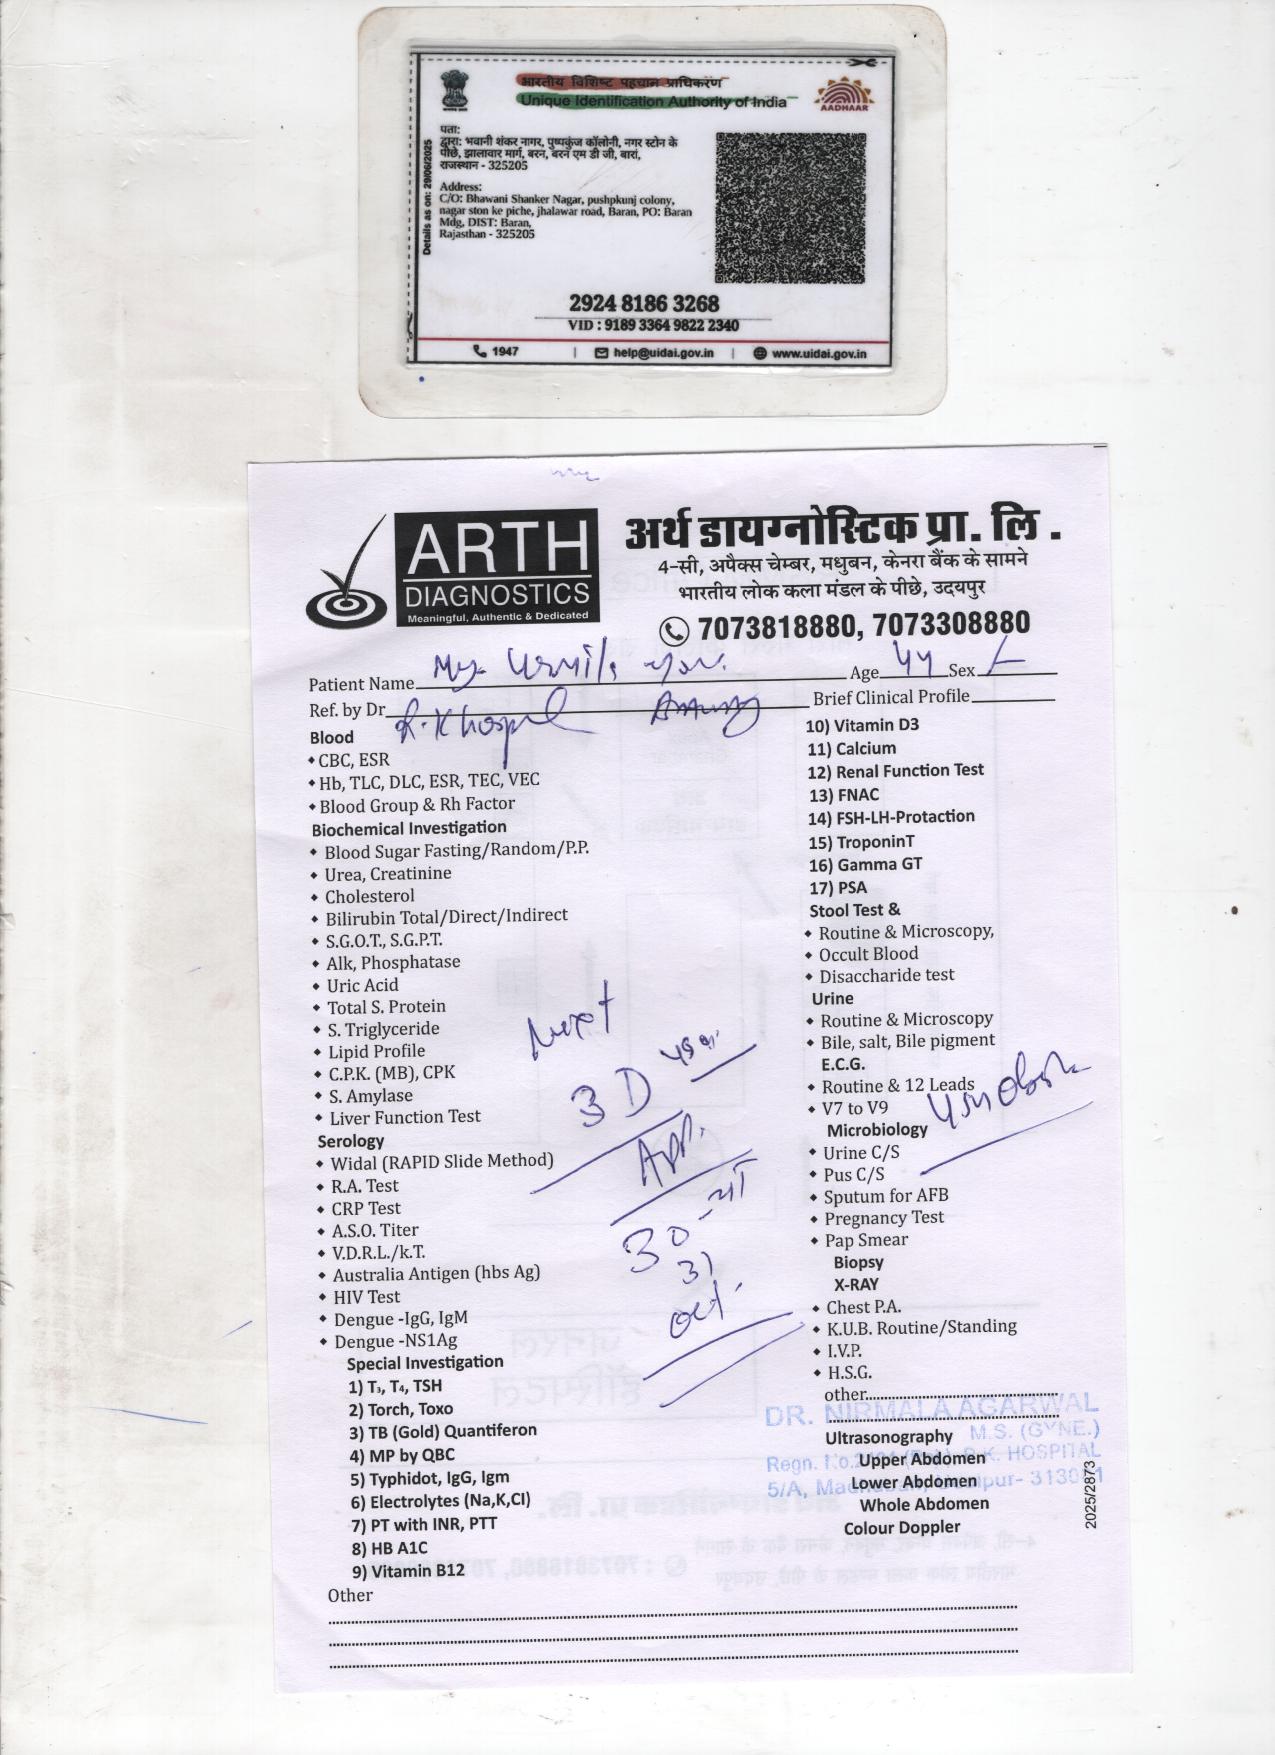 भारतीय विशिष्ट पहचान प्राधिकरण
Unique Identification Authority of India
AADHAAR
Details as on: 29/06/2025
पता:
द्वारा: भवानी शंकर नागर, पुष्पकुंज कॉलोनी, नगर स्टोन के
पीछे, झालावार मार्ग, बरन, बरन एम डी जी, बारां,
राजस्थान - 325205
Address:
C/O: Bhawani Shanker Nagar, pushpkunj colony,
nagar ston ke piche, jhalawar road, Baran, PO: Baran
Mdg, DIST: Baran,
Rajasthan - 325205
2924 8186 3268
VID : 9189 3364 9822 2340
1947 | help@uidai.gov.in | www.uidai.gov.in
ARTH
DIAGNOSTICS
Meaningful, Authentic & Dedicated
अर्थ डायग्नोस्टिक प्रा. लि .
4-सी, अपैक्स चेम्बर, मधुबन, केनरा बैंक के सामने
भारतीय लोक कला मंडल के पीछे, उदयपुर
7073818880, 7073308880
Patient Name Age 44 Sex F
Ref. by Dr R.K hospital Brief Clinical Profile
Blood
CBC, ESR
Hb, TLC, DLC, ESR, TEC, VEC
Blood Group & Rh Factor
Biochemical Investigation
Blood Sugar Fasting/Random/P.P.
Urea, Creatinine
Cholesterol
Bilirubin Total/Direct/Indirect
S.G.O.T., S.G.P.T.
Alk, Phosphatase
Uric Acid
Total S. Protein
S. Triglyceride
Lipid Profile
C.P.K. (MB), CPK
S. Amylase
Liver Function Test
Serology
Widal (RAPID Slide Method)
R.A. Test
CRP Test
A.S.O. Titer
V.D.R.L./k.T.
Australia Antigen (hbs Ag)
HIV Test
Dengue -IgG, IgM
Dengue -NS1Ag
Special Investigation
1) T₃, T₄, TSH
2) Torch, Toxo
3) TB (Gold) Quantiferon
4) MP by QBC
5) Typhidot, IgG, Igm
6) Electrolytes (Na,K,Cl)
7) PT with INR, PTT
8) HB A1C
9) Vitamin B12
Other
10) Vitamin D3
11) Calcium
12) Renal Function Test
13) FNAC
14) FSH-LH-Protaction
15) TroponinT
16) Gamma GT
17) PSA
Stool Test &
Routine & Microscopy,
Occult Blood
Disaccharide test
Urine
Routine & Microscopy
Bile, salt, Bile pigment
E.C.G.
Routine & 12 Leads
V7 to V9
Microbiology
Urine C/S
Pus C/S
Sputum for AFB
Pregnancy Test
Pap Smear
Biopsy
X-RAY
Chest P.A.
K.U.B. Routine/Standing
I.V.P.
H.S.G.
other
Ultrasonography
Upper Abdomen
Lower Abdomen
Whole Abdomen
Colour Doppler
Next
3 D
App.
30 या
31
oct.
DR. NIRMALA AGARWAL
M.S. (GYNE.)
R.K. HOSPITAL
5/A, Madhuban, Udaipur- 313001
2025/2873